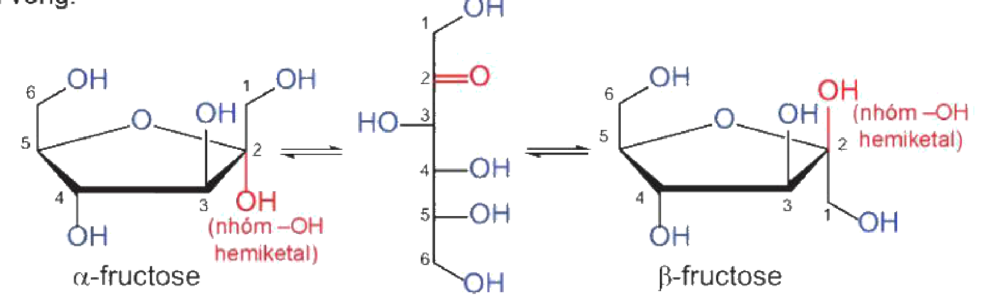 vòng.
6
OH
O
OH
1
OH
5
4
3
2
OH
OH
(nhóm –OH
hemiketal)
α-fructose
1
OH
2
O
HO
3
4
OH
5
OH
6
OH
6
OH
O
OH
OH
(nhóm –OH
hemiketal)
5
4
3
2
1
OH
OH
β-fructose